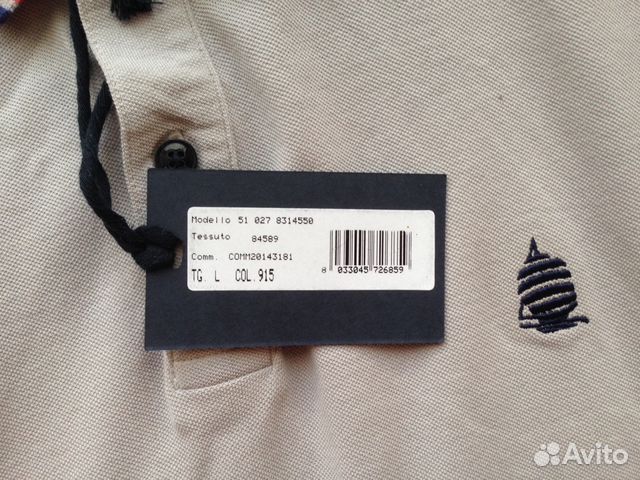 Modello 51 027 8314550
Tessuto 84589
Comm. COMM20143181
TG. L COL.915
8 033045 726859
Avito